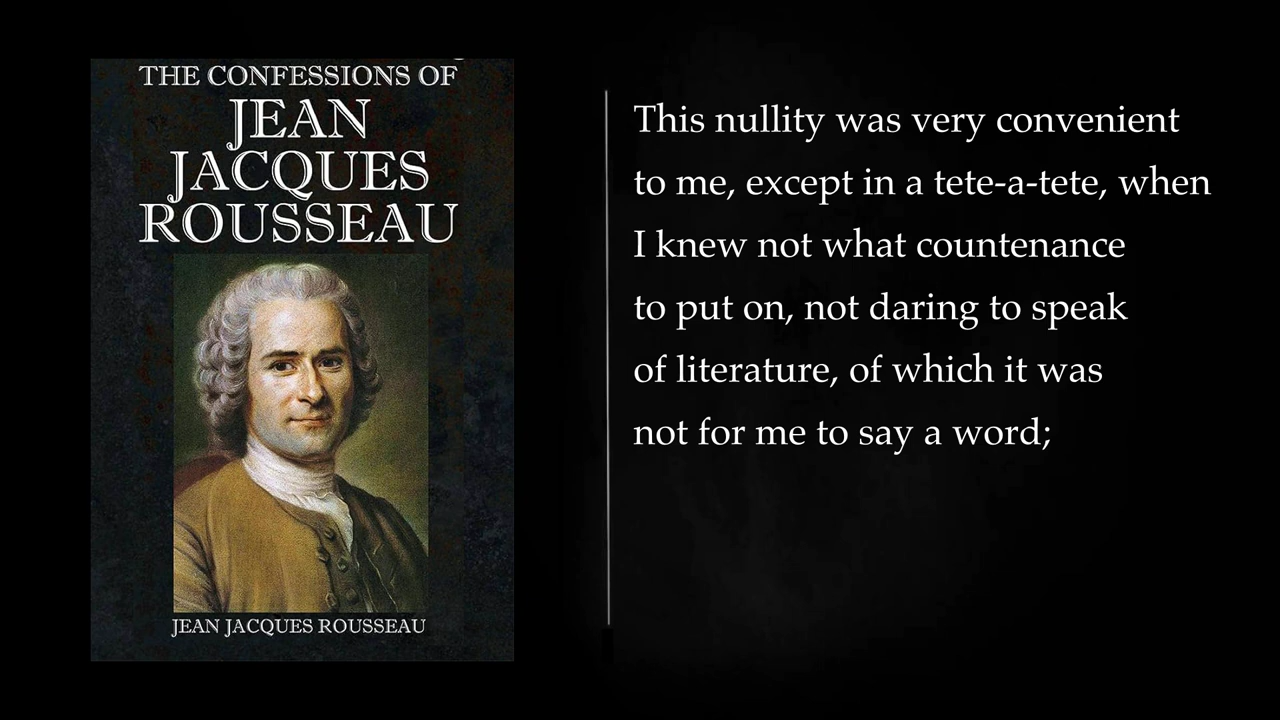 THE CONFESSIONS OF
JEAN
JACQUES
ROUSSEAU
JEAN JACQUES ROUSSEAU
This nullity was very convenient
to me, except in a tete-a-tete, when
I knew not what countenance
to put on, not daring to speak
of literature, of which it was
not for me to say a word;